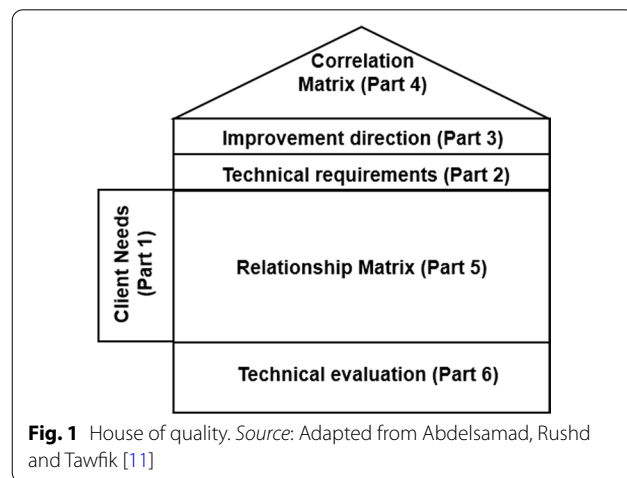 Correlation
Matrix (Part 4)
Improvement direction (Part 3)
Technical requirements (Part 2)
Client Needs
(Part 1)
Relationship Matrix (Part 5)
Technical evaluation (Part 6)
Fig. 1 House of quality. Source: Adapted from Abdelsamad, Rushd
and Tawfik [11]